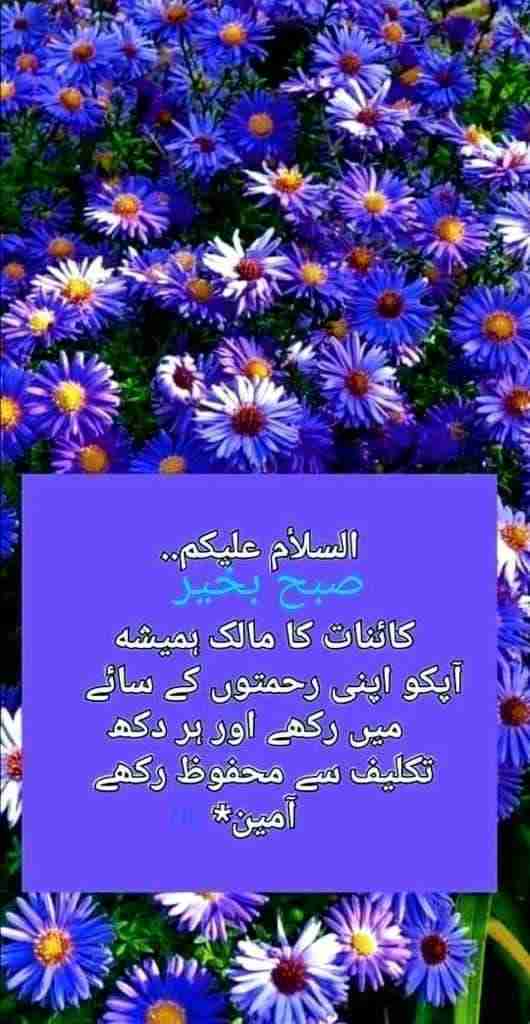 السلاُم علیکم..
صبح بخیر
کائنات کا مالک ہمیشہ
آپکو اپنی رحمتوں کے سائے
میں رکھے اور ہر دکھ
تکلیف سے محفوظ رکھے
آمین*